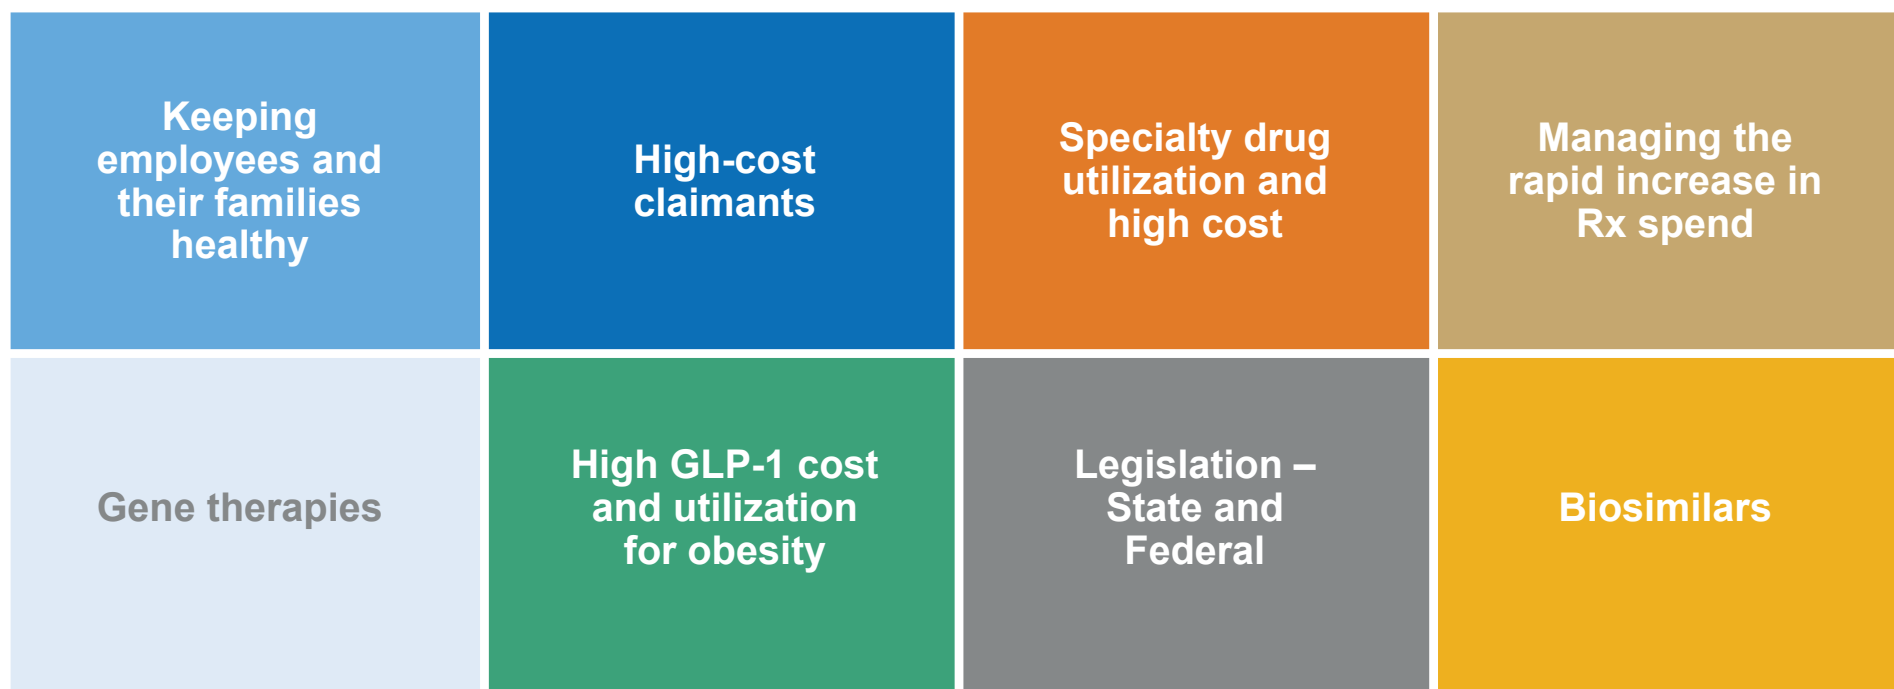 Keeping
employees and
their families
healthy
High-cost
claimants
Specialty drug
utilization and
high cost
Managing the
rapid increase in
Rx spend
Gene therapies
High GLP-1 cost
and utilization
for obesity
Legislation –
State and
Federal
Biosimilars